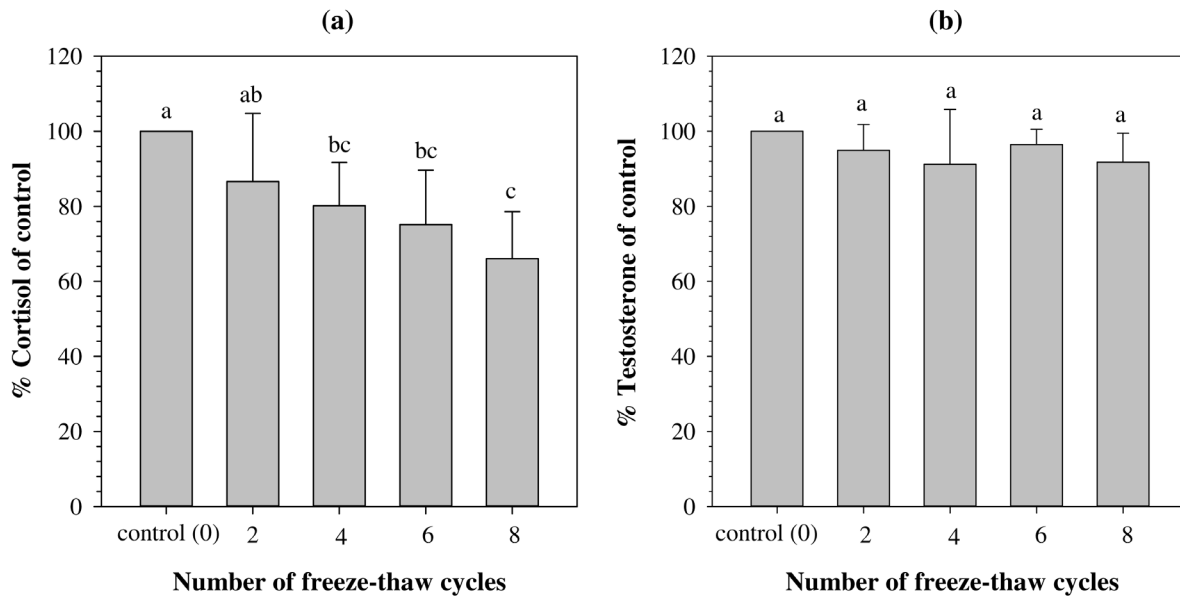 (a)
% Cortisol of control
120
100
80
60
40
20
0
a
ab
bc
bc
c
control (0)
2
4
6
8
Number of freeze-thaw cycles
(b)
% Testosterone of control
120
100
80
60
40
20
0
a
a
a
a
a
control (0)
2
4
6
8
Number of freeze-thaw cycles